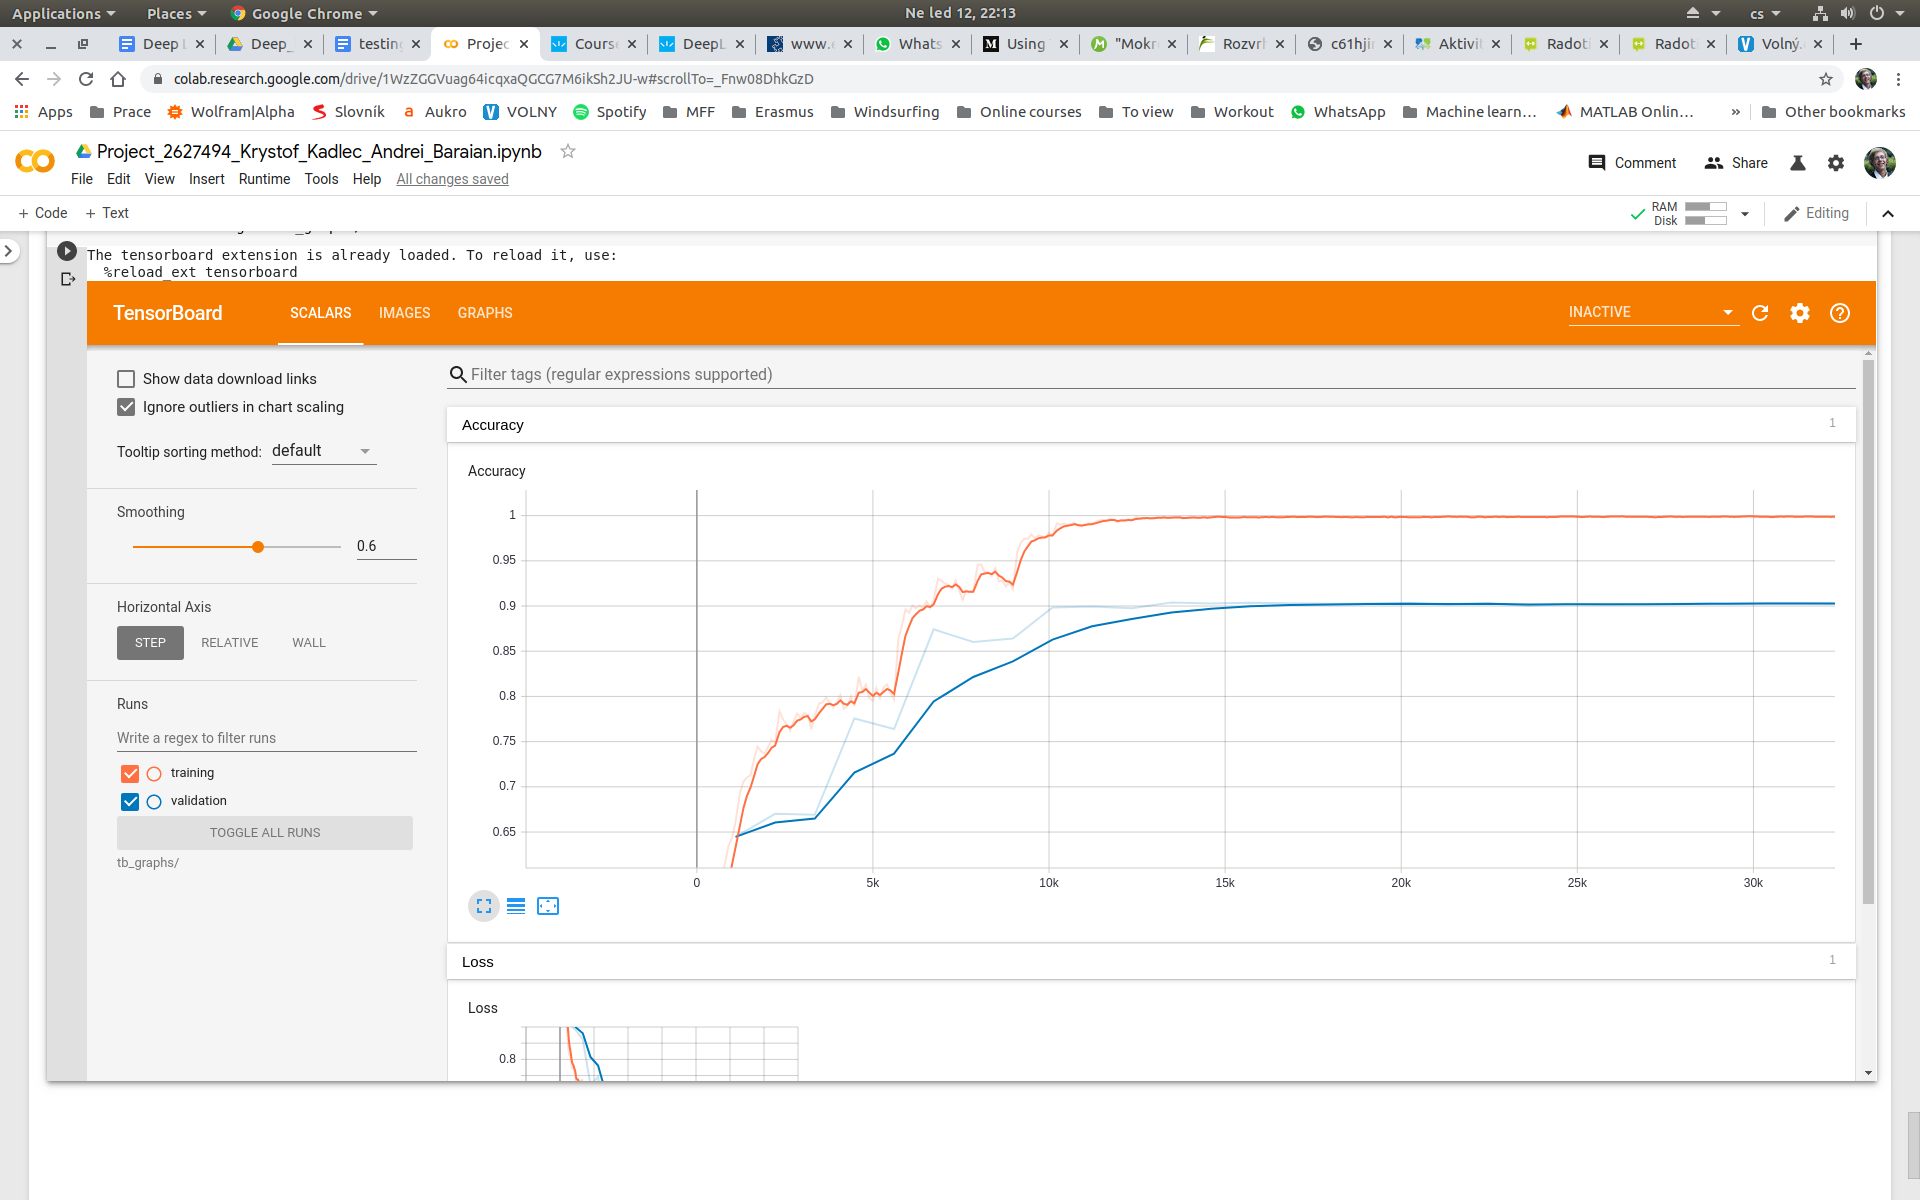 Applications Places Google Chrome Ne led 12, 22:13 cs
Deep Deep_ testing Projec Course DeepL www. Whats Using "Mokr Rozvrh c61hji Aktivi Radot Radot Volný.
colab.research.google.com/drive/1WzZGGVuag64icqxaQGCG7M6ikSh2JU-w#scrollTo=_Fnw08DhkGzD
Apps Prace Wolfram|Alpha Slovník Aukro VOLNY Spotify MFF Erasmus Windsurfing Online courses To view Workout WhatsApp Machine learn… MATLAB Onlin… » Other bookmarks
Project_2627494_Krystof_Kadlec_Andrei_Baraian.ipynb
Comment Share
File Edit View Insert Runtime Tools Help All changes saved
+ Code + Text RAM Disk Editing
The tensorboard extension is already loaded. To reload it, use:
%reload_ext tensorboard
TensorBoard SCALARS IMAGES GRAPHS INACTIVE
Show data download links
Ignore outliers in chart scaling
Tooltip sorting method: default
Smoothing
0.6
Horizontal Axis
STEP RELATIVE WALL
Runs
Write a regex to filter runs
training
validation
TOGGLE ALL RUNS
tb_graphs/
Filter tags (regular expressions supported)
Accuracy 1
Accuracy
1
0.95
0.9
0.85
0.8
0.75
0.7
0.65
0 5k 10k 15k 20k 25k 30k
Loss 1
Loss
0.8